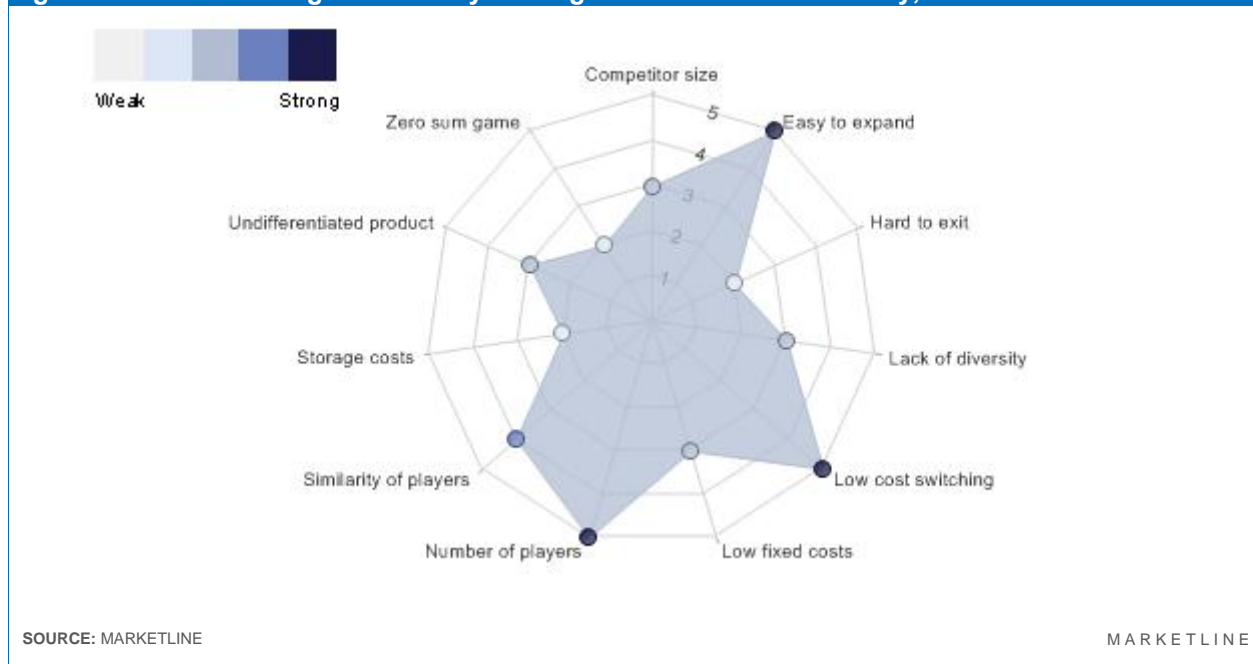 Weak
Strong
Competitor size
Zero sum game
5
Easy to expand
4
3
Undifferentiated product
Hard to exit
2
1
Storage costs
Lack of diversity
Similarity of players
Low cost switching
Number of players
Low fixed costs
SOURCE: MARKETLINE
MARKETLINE